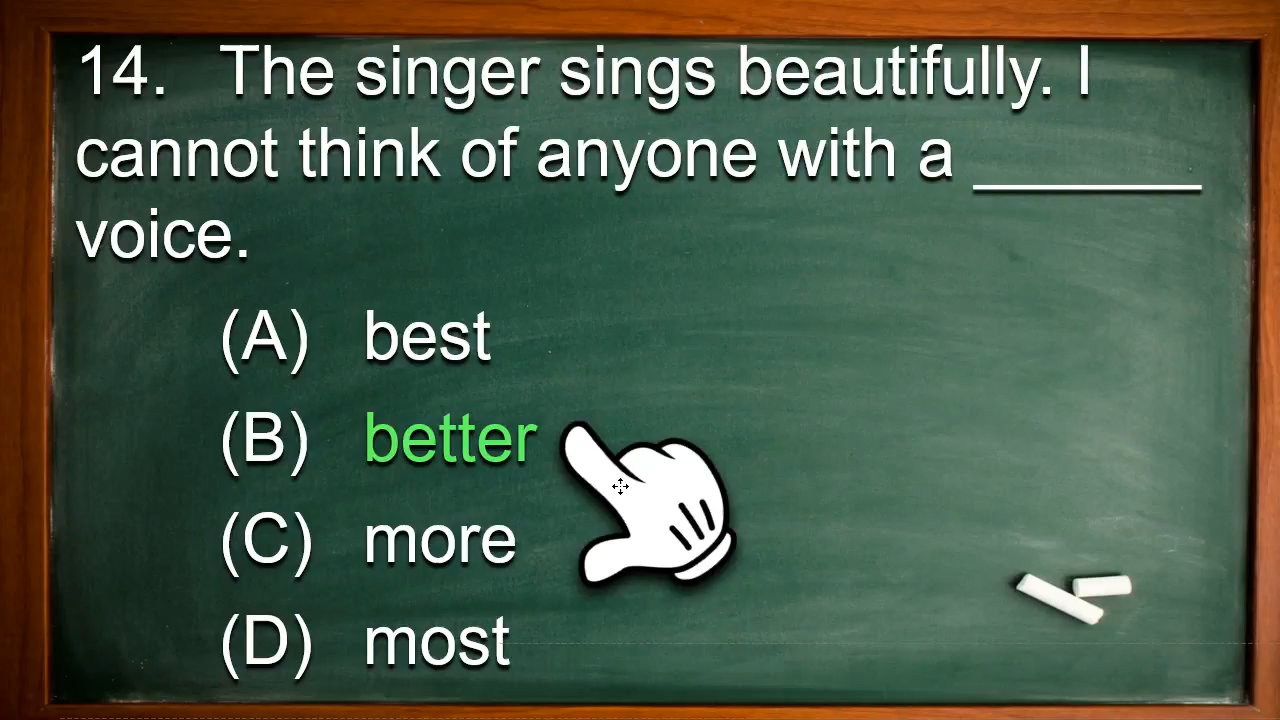 14. The singer sings beautifully. I
cannot think of anyone with a ________
voice.
(A) best
(B) better
(C) more
(D) most